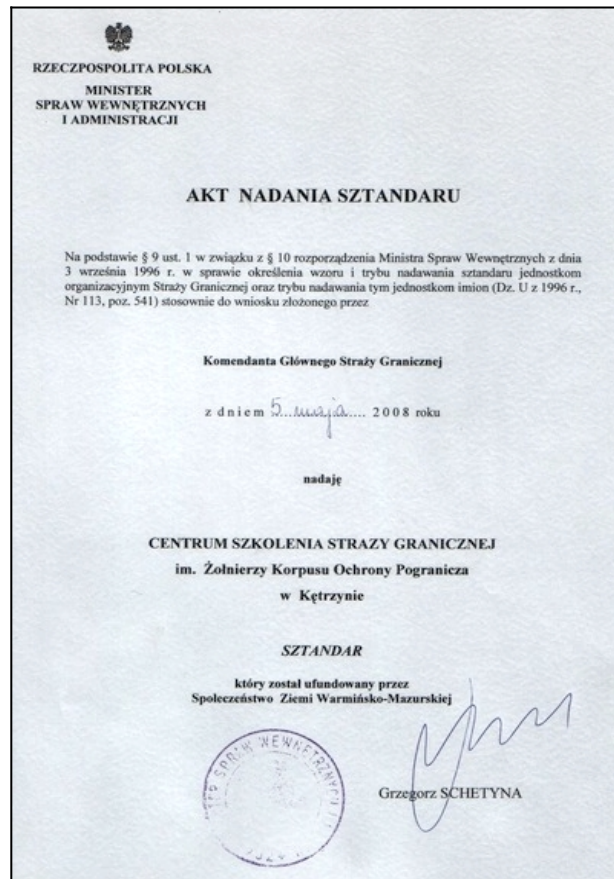 RZECZPOSPOLITA POLSKA
MINISTER
SPRAW WEWNĘTRZNYCH
I ADMINISTRACJI
AKT NADANIA SZTANDARU
Na podstawie § 9 ust. 1 w związku z § 10 rozporządzenia Ministra Spraw Wewnętrznych z dnia
3 września 1996 r. w sprawie określenia wzoru i trybu nadawania sztandaru jednostkom
organizacyjnym Straży Granicznej oraz trybu nadawania tym jednostkom imion (Dz. U z 1996 r.,
Nr 113, poz. 541) stosownie do wniosku złożonego przez
Komendanta Głównego Straży Granicznej
z dniem 5...maja.... 2008 roku
nadaję
CENTRUM SZKOLENIA STRAZY GRANICZNEJ
im. Żołnierzy Korpusu Ochrony Pogranicza
w Kętrzynie
SZTANDAR
który został ufundowany przez
Społeczeństwo Ziemi Warmińsko-Mazurskiej
SPRAW WEWNĘTRZNYCH I
Grzegorz SCHETYNA